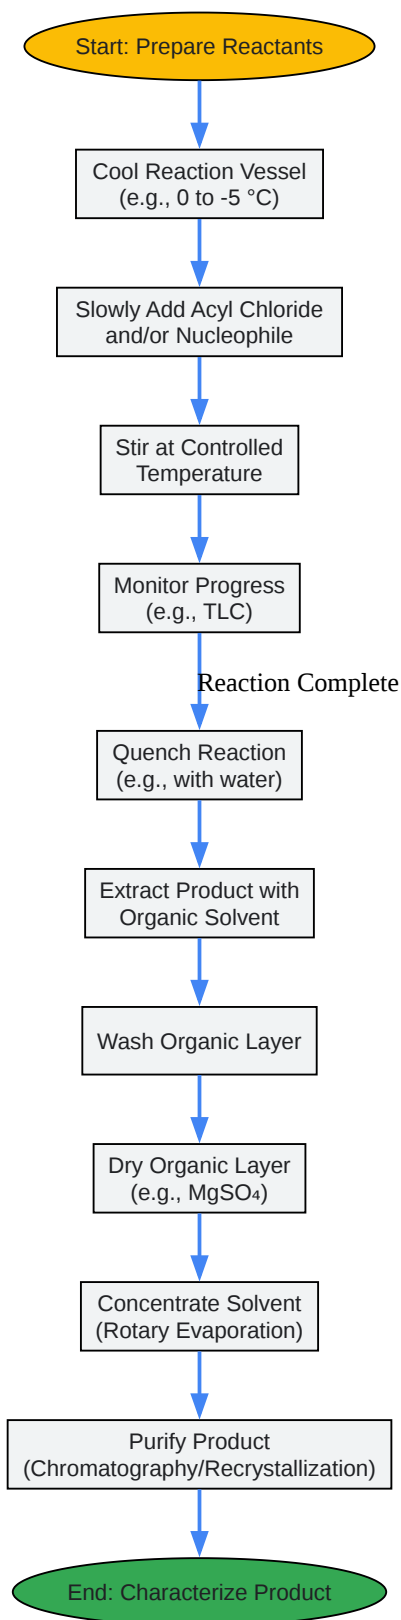 Start: Prepare Reactants
Cool Reaction Vessel
(e.g., 0 to -5 °C)
Slowly Add Acyl Chloride
and/or Nucleophile
Stir at Controlled
Temperature
Monitor Progress
(e.g., TLC)
Reaction Complete
Quench Reaction
(e.g., with water)
Extract Product with
Organic Solvent
Wash Organic Layer
Dry Organic Layer
(e.g., MgSO₄)
Concentrate Solvent
(Rotary Evaporation)
Purify Product
(Chromatography/Recrystallization)
End: Characterize Product